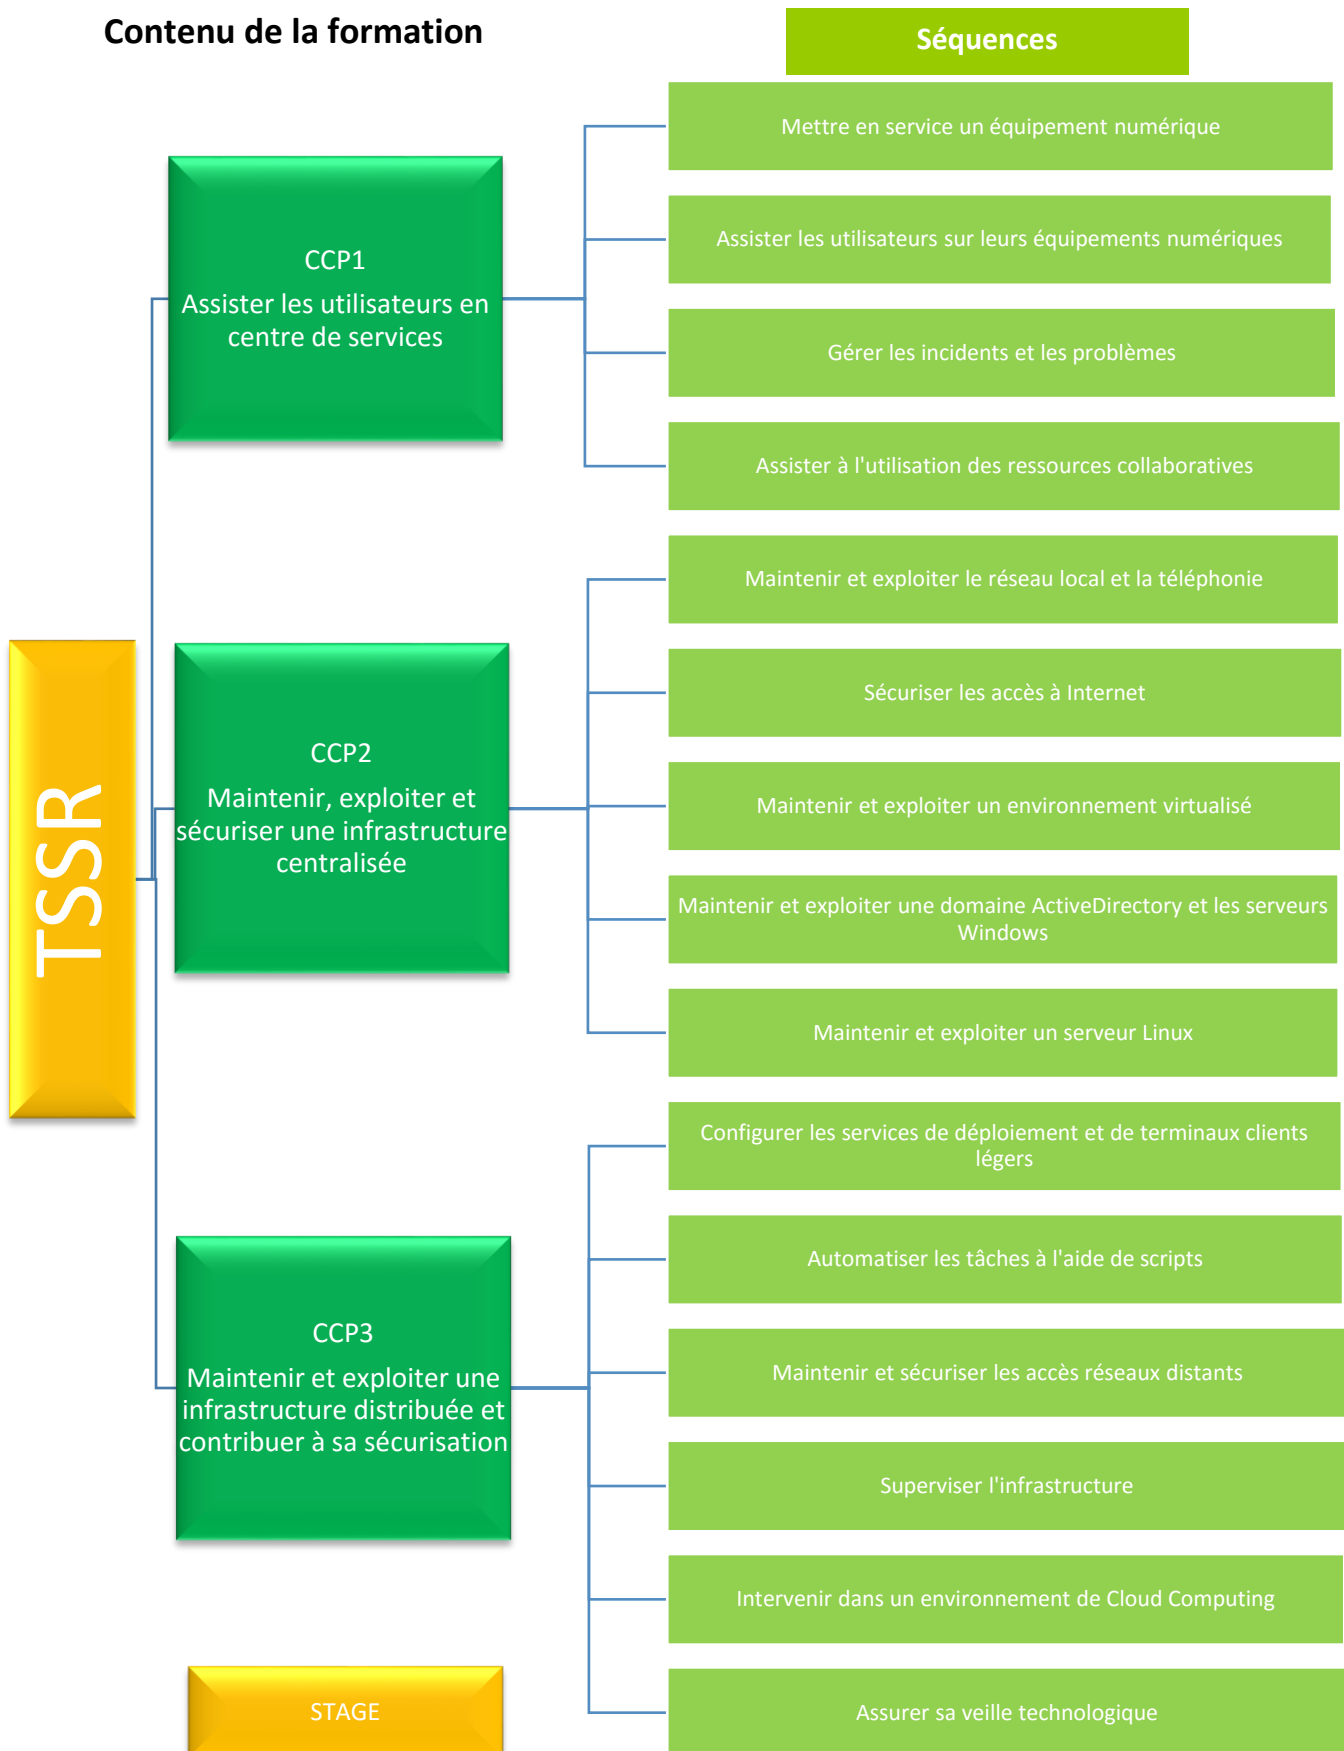 Contenu de la formation
Séquences
TSSR
CCP1
Assister les utilisateurs en
centre de services
Mettre en service un équipement numérique
Assister les utilisateurs sur leurs équipements numériques
Gérer les incidents et les problèmes
Assister à l'utilisation des ressources collaboratives
CCP2
Maintenir, exploiter et
sécuriser une infrastructure
centralisée
Maintenir et exploiter le réseau local et la téléphonie
Sécuriser les accès à Internet
Maintenir et exploiter un environnement virtualisé
Maintenir et exploiter une domaine ActiveDirectory et les serveurs
Windows
Maintenir et exploiter un serveur Linux
CCP3
Maintenir et exploiter une
infrastructure distribuée et
contribuer à sa sécurisation
Configurer les services de déploiement et de terminaux clients
légers
Automatiser les tâches à l'aide de scripts
Maintenir et sécuriser les accès réseaux distants
Superviser l'infrastructure
Intervenir dans un environnement de Cloud Computing
Assurer sa veille technologique
STAGE